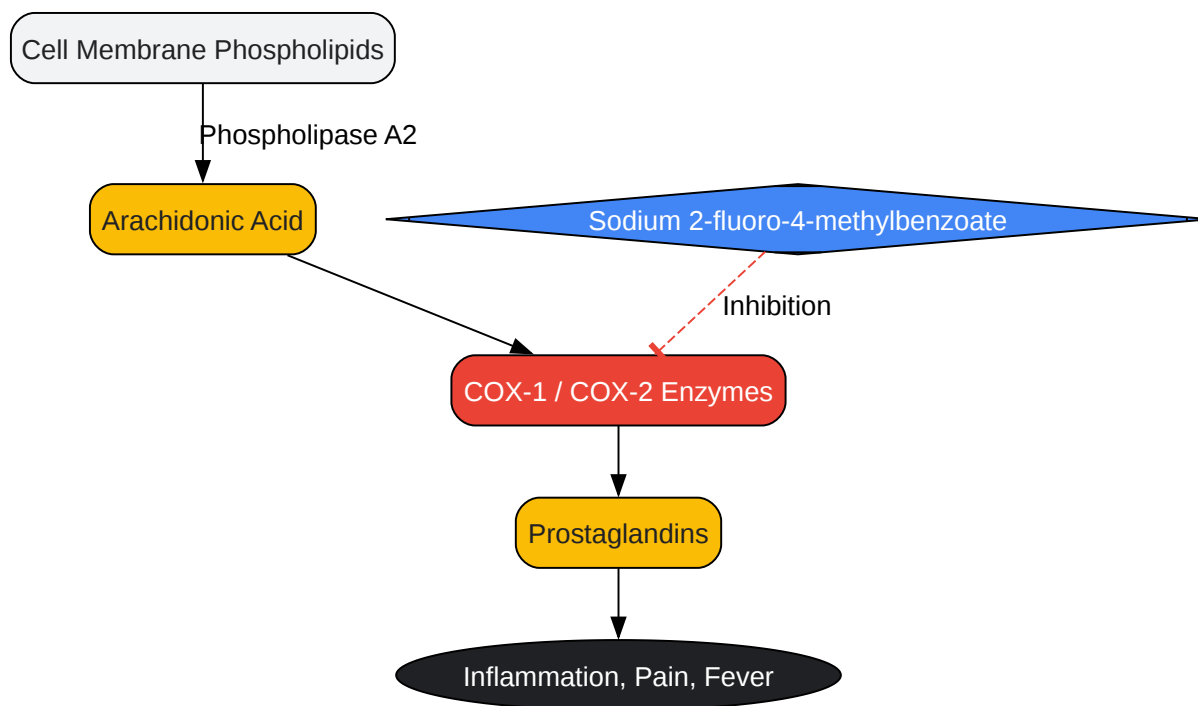 Cell Membrane Phospholipids
Phospholipase A2
Arachidonic Acid
Sodium 2-fluoro-4-methylbenzoate
Inhibition
COX-1 / COX-2 Enzymes
Prostaglandins
Inflammation, Pain, Fever